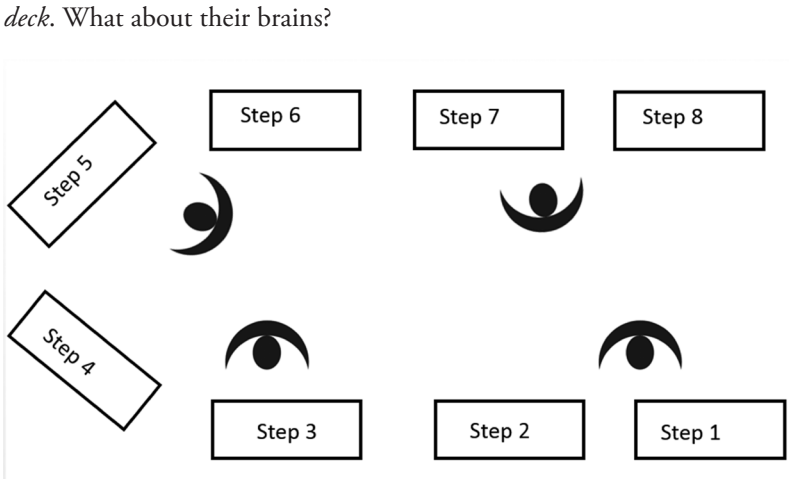 deck. What about their brains?
Step 6
Step 7
Step 8
Step 5
Step 4
Step 3
Step 2
Step 1